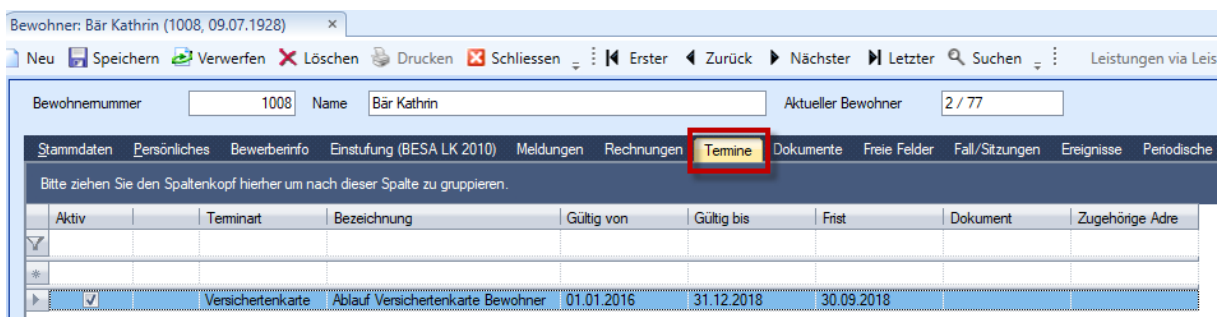 Bewohner: Bär Kathrin (1008, 09.07.1928) ×
Neu Speichern Verwerfen Löschen Drucken Schliessen Erster Zurück Nächster Letzter Suchen Leistungen via Leis
Bewohnernummer 1008 Name Bär Kathrin Aktueller Bewohner 2 / 77
Stammdaten Persönliches Bewerberinfo Einstufung (BESA LK 2010) Meldungen Rechnungen Termine Dokumente Freie Felder Fall/Sitzungen Ereignisse Periodische
Bitte ziehen Sie den Spaltenkopf hierher um nach dieser Spalte zu gruppieren.
Aktiv Terminart Bezeichnung Gültig von Gültig bis Frist Dokument Zugehörige Adre
Versichertenkarte Ablauf Versichertenkarte Bewohner 01.01.2016 31.12.2018 30.09.2018